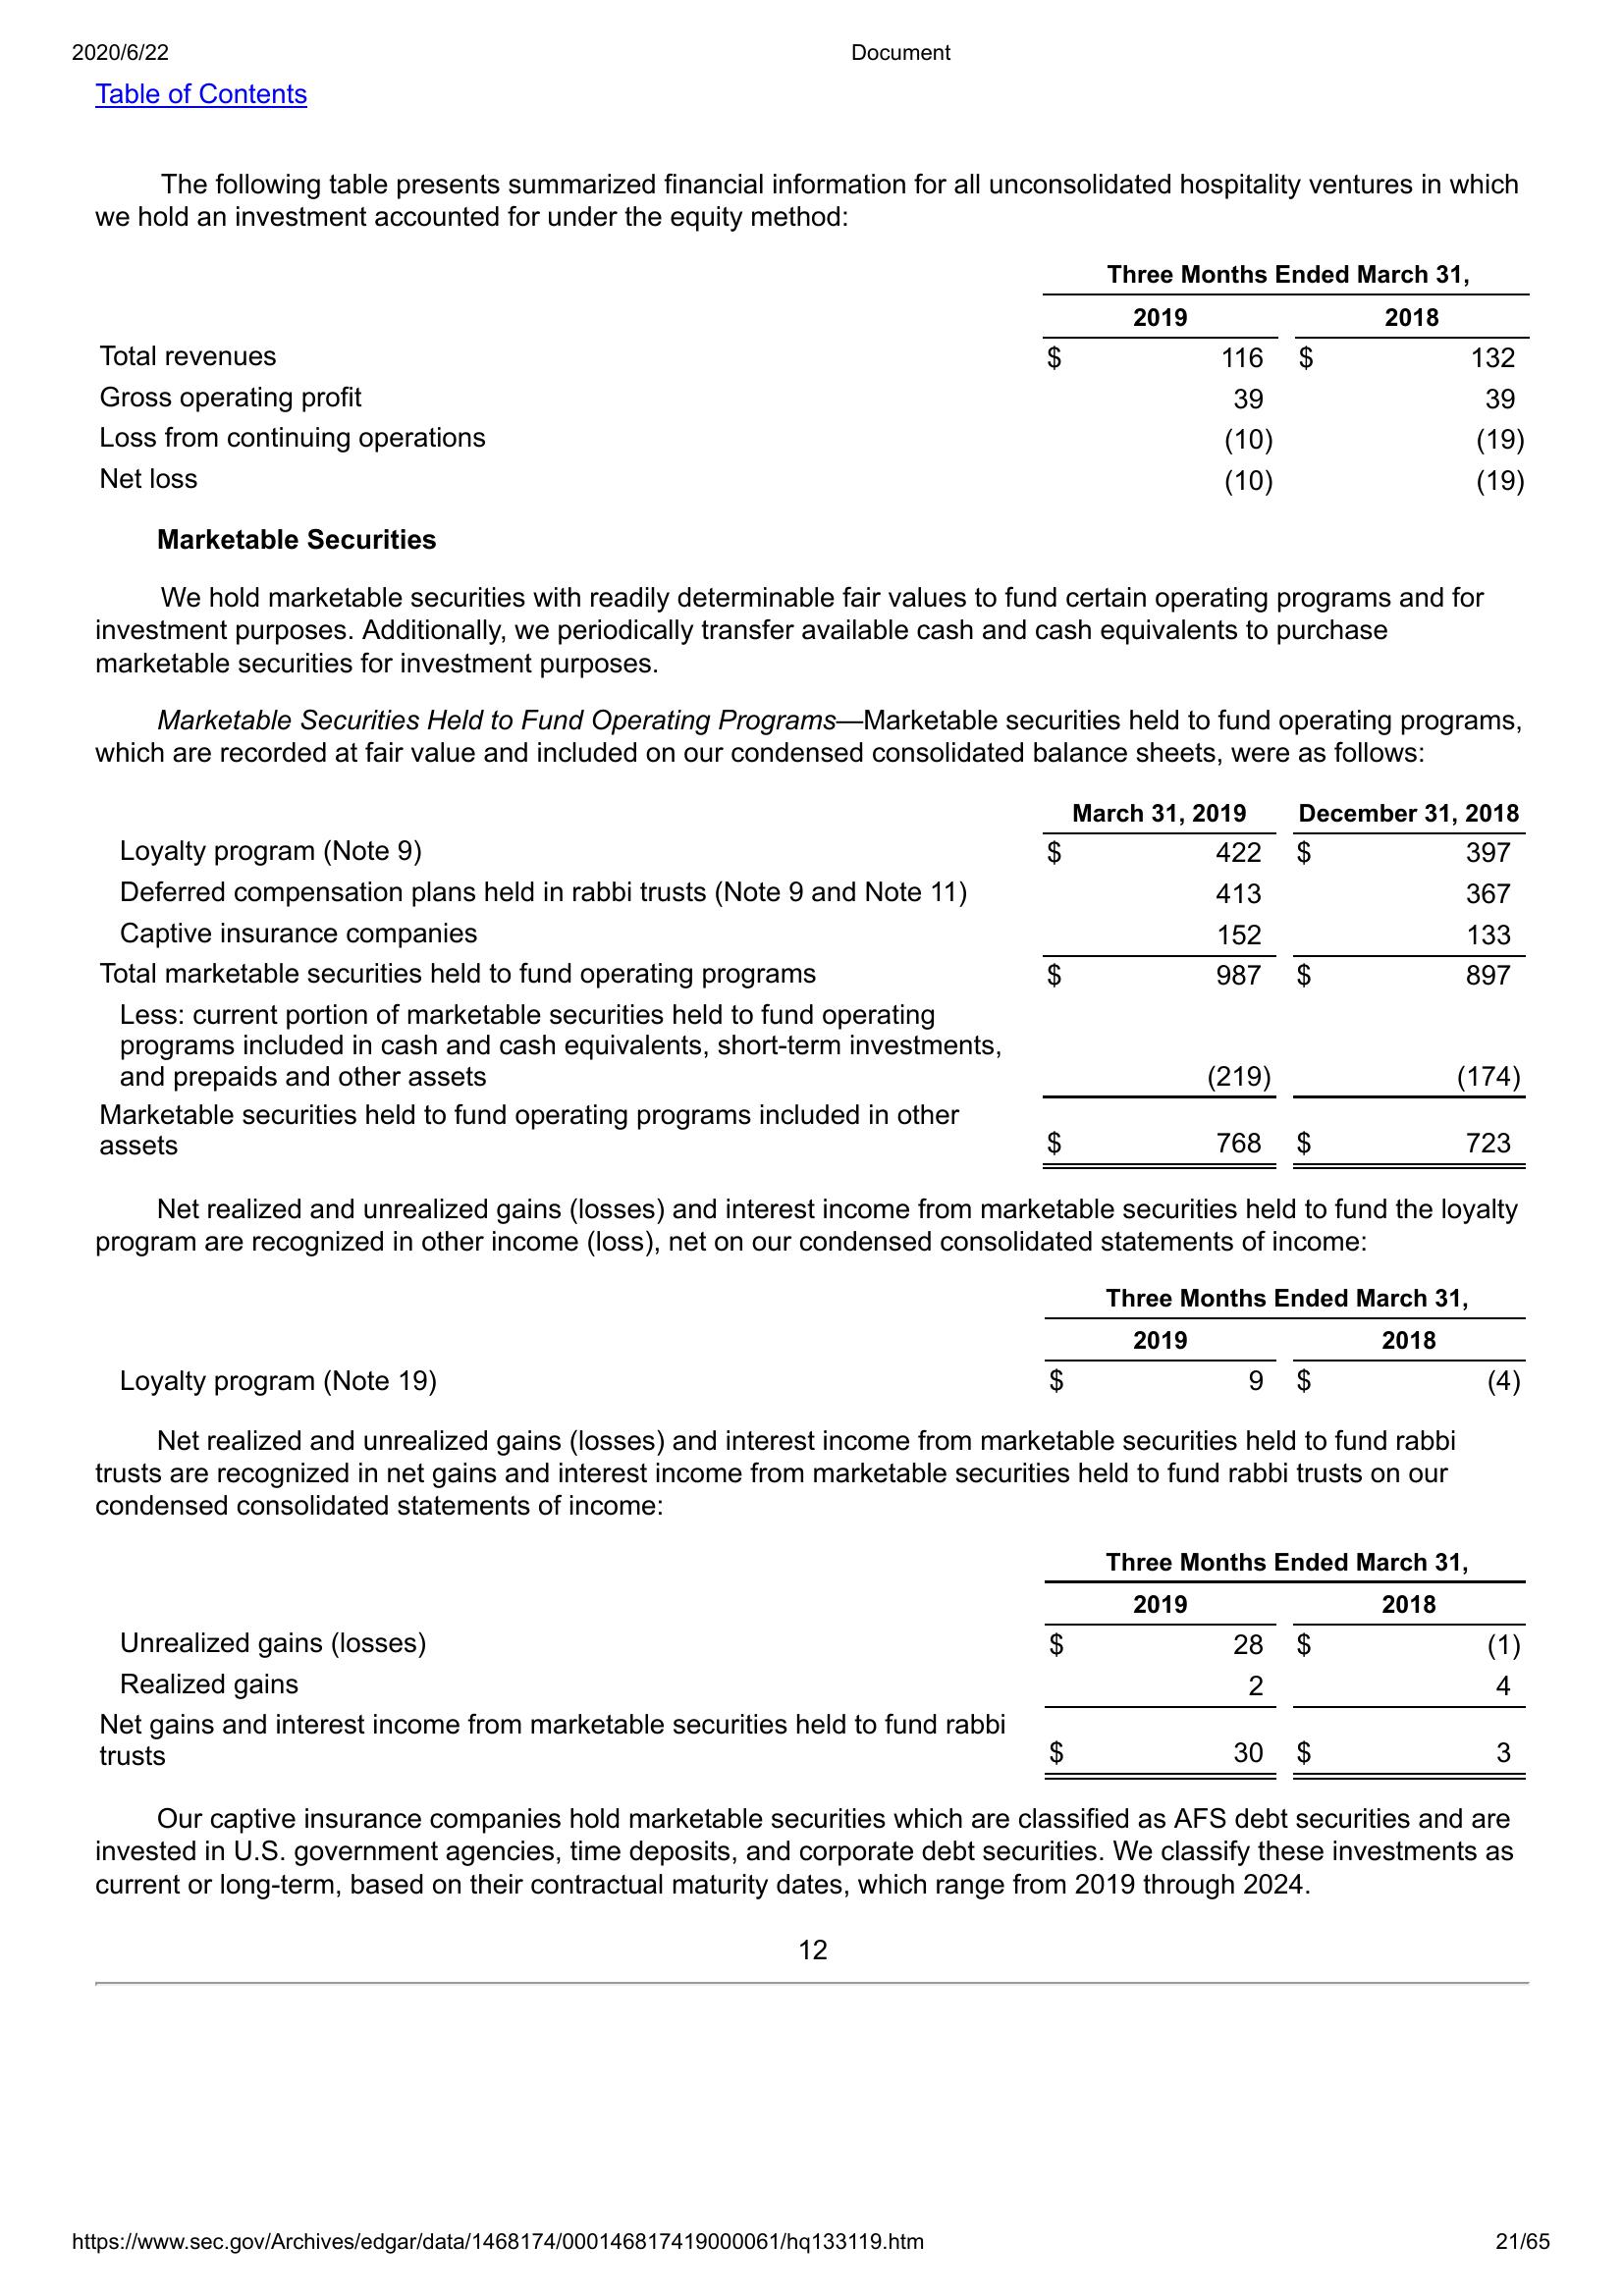 2020/6/22 Document
Table of Contents
The following table presents summarized financial information for all unconsolidated hospitality ventures in which
we hold an investment accounted for under the equity method:
Three Months Ended March 31,
2019 2018
Total revenues $ 116 $ 132
Gross operating profit 39 39
Loss from continuing operations (10) (19)
Net loss (10) (19)
Marketable Securities
We hold marketable securities with readily determinable fair values to fund certain operating programs and for
investment purposes. Additionally, we periodically transfer available cash and cash equivalents to purchase
marketable securities for investment purposes.
Marketable Securities Held to Fund Operating Programs—Marketable securities held to fund operating programs,
which are recorded at fair value and included on our condensed consolidated balance sheets, were as follows:
March 31, 2019 December 31, 2018
Loyalty program (Note 9) $ 422 $ 397
Deferred compensation plans held in rabbi trusts (Note 9 and Note 11) 413 367
Captive insurance companies 152 133
Total marketable securities held to fund operating programs $ 987 $ 897
Less: current portion of marketable securities held to fund operating
programs included in cash and cash equivalents, short-term investments,
and prepaids and other assets (219) (174)
Marketable securities held to fund operating programs included in other
assets $ 768 $ 723
Net realized and unrealized gains (losses) and interest income from marketable securities held to fund the loyalty
program are recognized in other income (loss), net on our condensed consolidated statements of income:
Three Months Ended March 31,
2019 2018
Loyalty program (Note 19) $ 9 $ (4)
Net realized and unrealized gains (losses) and interest income from marketable securities held to fund rabbi
trusts are recognized in net gains and interest income from marketable securities held to fund rabbi trusts on our
condensed consolidated statements of income:
Three Months Ended March 31,
2019 2018
Unrealized gains (losses) $ 28 $ (1)
Realized gains 2 4
Net gains and interest income from marketable securities held to fund rabbi
trusts $ 30 $ 3
Our captive insurance companies hold marketable securities which are classified as AFS debt securities and are
invested in U.S. government agencies, time deposits, and corporate debt securities. We classify these investments as
current or long-term, based on their contractual maturity dates, which range from 2019 through 2024.
12
https://www.sec.gov/Archives/edgar/data/1468174/000146817419000061/hq133119.htm 21/65